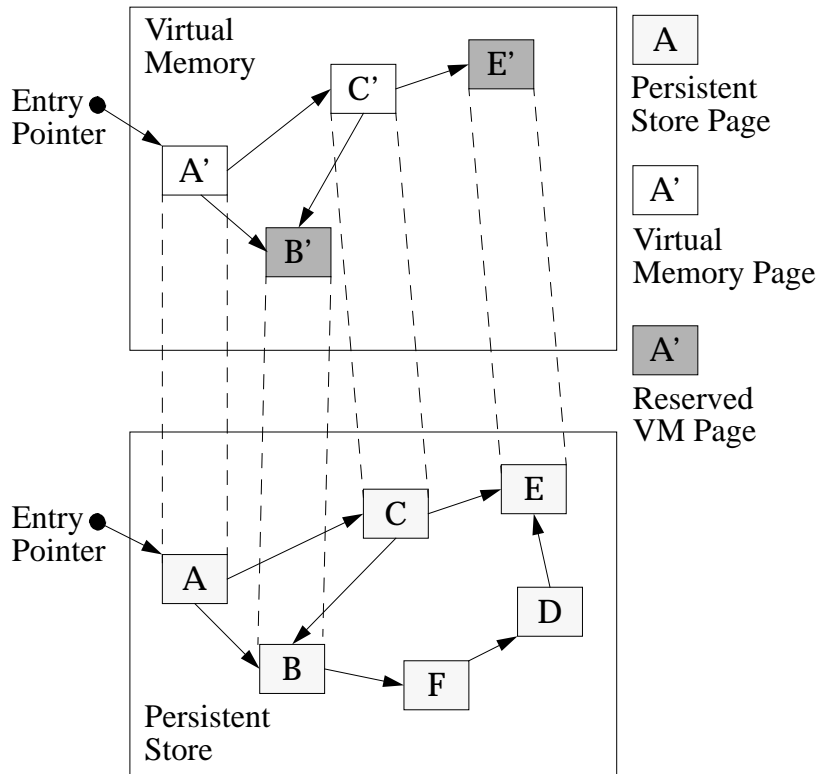 Virtual
Memory
Entry
Pointer
A'
B'
C'
E'
A
Persistent
Store Page
A'
Virtual
Memory Page
A'
Reserved
VM Page
Entry
Pointer
A
B
C
E
D
F
Persistent
Store